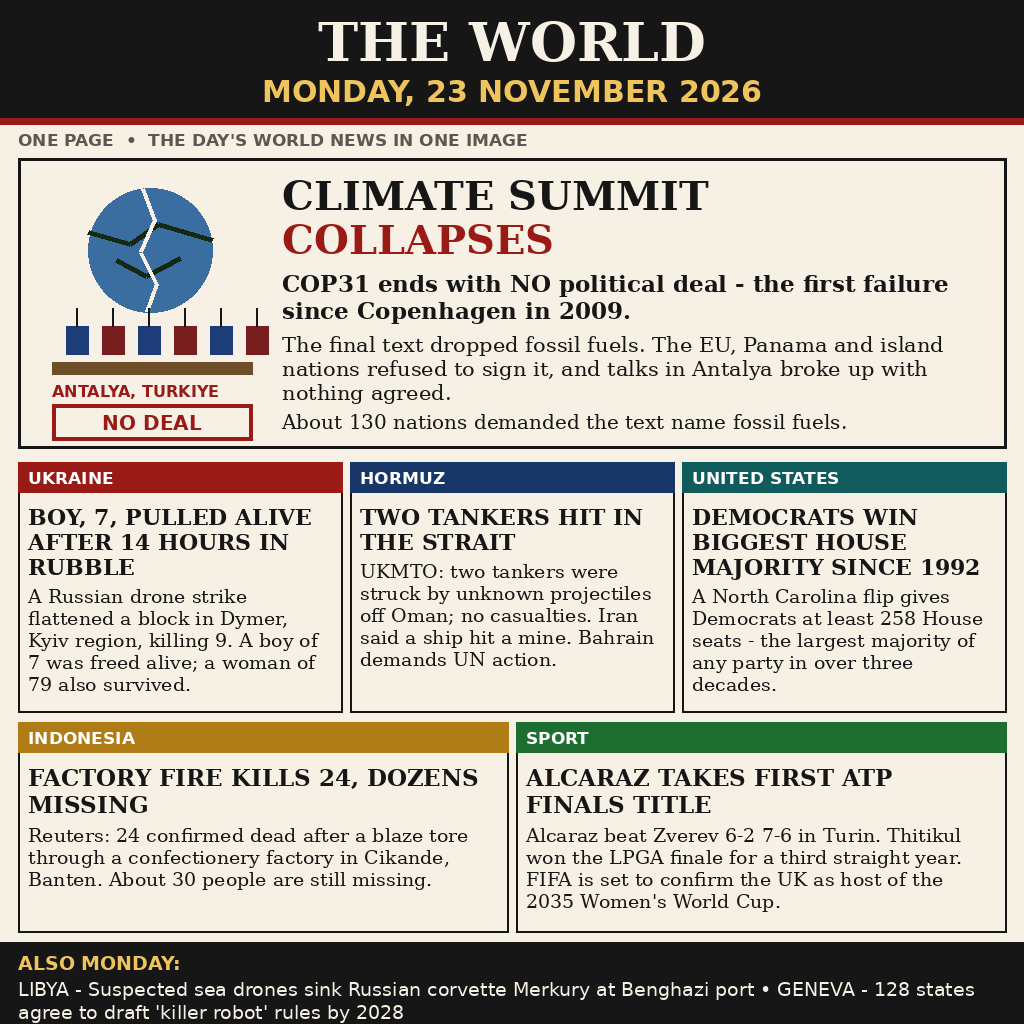 THE WORLD
MONDAY, 23 NOVEMBER 2026
ONE PAGE • THE DAY'S WORLD NEWS IN ONE IMAGE
CLIMATE SUMMIT
COLLAPSES
COP31 ends with NO political deal - the first failure
since Copenhagen in 2009.
The final text dropped fossil fuels. The EU, Panama and island
nations refused to sign it, and talks in Antalya broke up with
nothing agreed.
About 130 nations demanded the text name fossil fuels.
ANTALYA, TURKIYE
NO DEAL
UKRAINE
BOY, 7, PULLED ALIVE
AFTER 14 HOURS IN
RUBBLE
A Russian drone strike
flattened a block in Dymer,
Kyiv region, killing 9. A boy of
7 was freed alive; a woman of
79 also survived.
HORMUZ
TWO TANKERS HIT IN
THE STRAIT
UKMTO: two tankers were
struck by unknown projectiles
off Oman; no casualties. Iran
said a ship hit a mine. Bahrain
demands UN action.
UNITED STATES
DEMOCRATS WIN
BIGGEST HOUSE
MAJORITY SINCE 1992
A North Carolina flip gives
Democrats at least 258 House
seats - the largest majority of
any party in over three
decades.
INDONESIA
FACTORY FIRE KILLS 24, DOZENS
MISSING
Reuters: 24 confirmed dead after a blaze tore
through a confectionery factory in Cikande,
Banten. About 30 people are still missing.
SPORT
ALCARAZ TAKES FIRST ATP
FINALS TITLE
Alcaraz beat Zverev 6-2 7-6 in Turin. Thitikul
won the LPGA finale for a third straight year.
FIFA is set to confirm the UK as host of the
2035 Women's World Cup.
ALSO MONDAY:
LIBYA - Suspected sea drones sink Russian corvette Merkury at Benghazi port • GENEVA - 128 states
agree to draft 'killer robot' rules by 2028